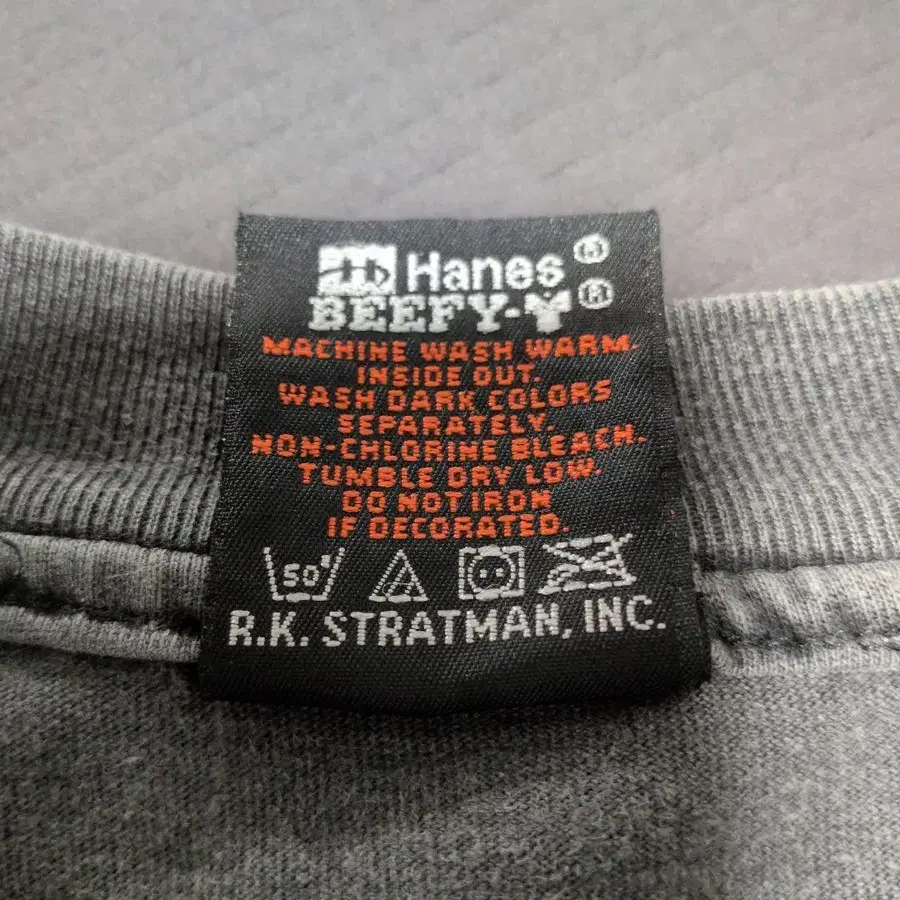 Hanes®
BEEFY-T®
MACHINE WASH WARM.
INSIDE OUT.
WASH DARK COLORS
SEPARATELY.
NON-CHLORINE BLEACH.
TUMBLE DRY LOW.
DO NOT IRON
IF DECORATED.
50°
R.K. STRATMAN, INC.